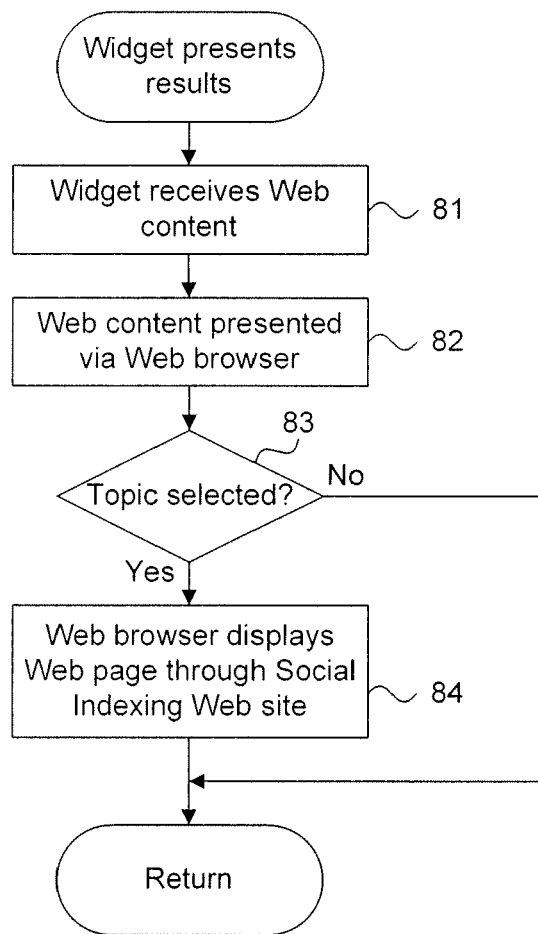 Widget presents
results
Widget receives Web
content
81
Web content presented
via Web browser
82
83
Topic selected?
No
Yes
Web browser displays
Web page through Social
Indexing Web site
84
Return